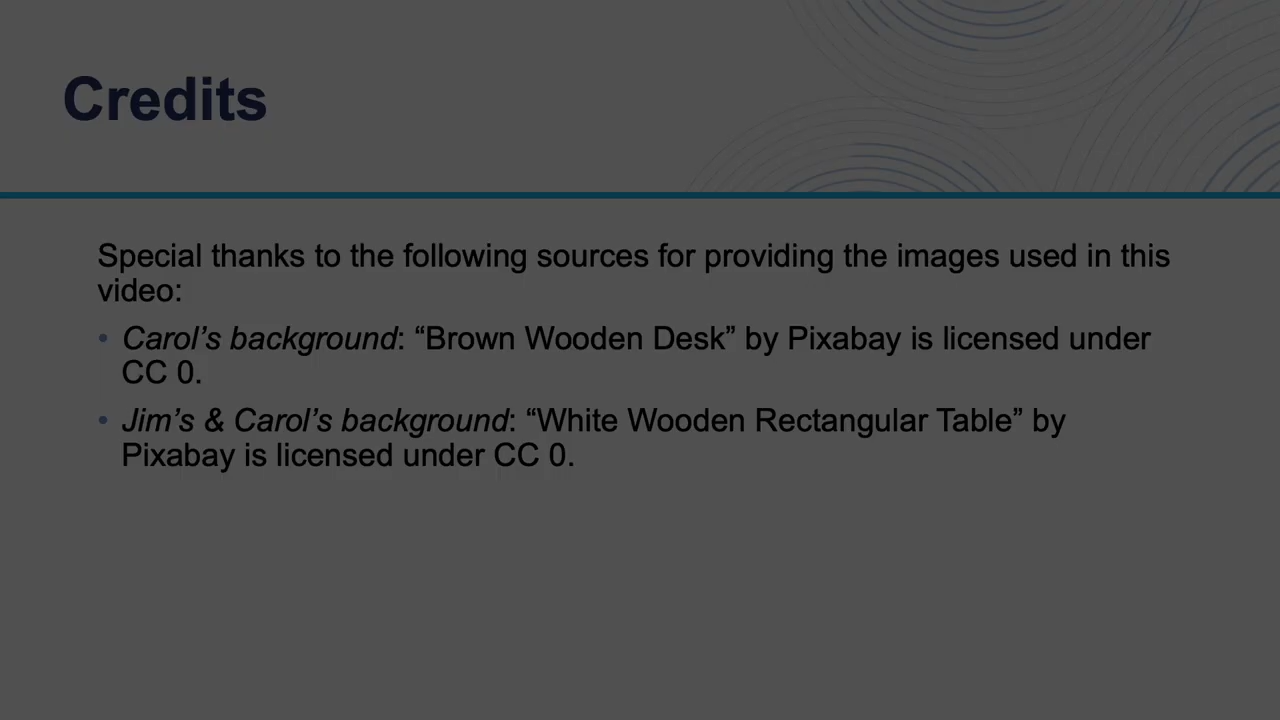 Credits
Special thanks to the following sources for providing the images used in this
video:
• Carol’s background: “Brown Wooden Desk” by Pixabay is licensed under
CC 0.
• Jim’s & Carol’s background: “White Wooden Rectangular Table” by
Pixabay is licensed under CC 0.